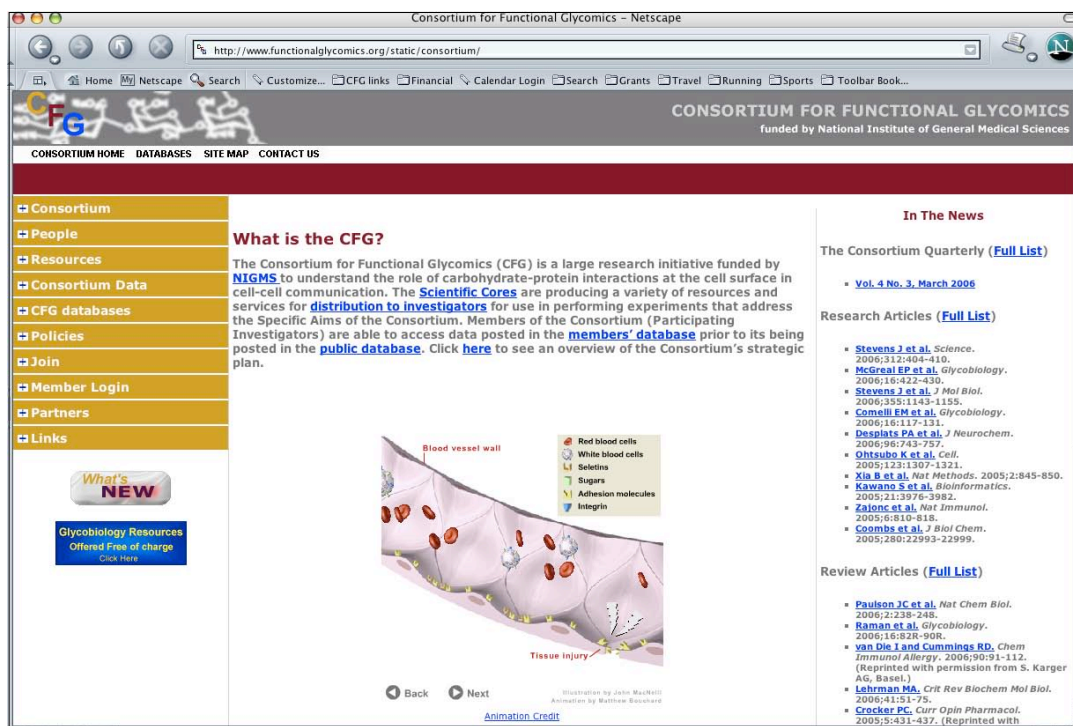 Consortium for Functional Glycomics – Netscape
http://www.functionalglycomics.org/static/consortium/
Home My Netscape Search Customize... CFG links Financial Calendar Login Search Grants Travel Running Sports Toolbar Book...
CFG
CONSORTIUM FOR FUNCTIONAL GLYCOMICS
funded by National Institute of General Medical Sciences
CONSORTIUM HOME DATABASES SITE MAP CONTACT US
Consortium
People
Resources
Consortium Data
CFG databases
Policies
Join
Member Login
Partners
Links
What's
NEW
Glycobiology Resources
Offered Free of charge
Click Here
What is the CFG?
The Consortium for Functional Glycomics (CFG) is a large research initiative funded by
NIGMS to understand the role of carbohydrate-protein interactions at the cell surface in
cell-cell communication. The Scientific Cores are producing a variety of resources and
services for distribution to investigators for use in performing experiments that address
the Specific Aims of the Consortium. Members of the Consortium (Participating
Investigators) are able to access data posted in the members' database prior to its being
posted in the public database. Click here to see an overview of the Consortium's strategic
plan.
Blood vessel wall
Red blood cells
White blood cells
Seletins
Sugars
Adhesion molecules
Integrin
Tissue injury
Back Next
Illustration by John MacNeill
Animation by Matthew Bouchard
Animation Credit
In The News
The Consortium Quarterly (Full List)
Vol. 4 No. 3, March 2006
Research Articles (Full List)
Stevens J et al. Science.
2006;312:404-410.
McGreal EP et al. Glycobiology.
2006;16:422-430.
Stevens J et al. J Mol Biol.
2006;355:1143-1155.
Comelli EM et al. Glycobiology.
2006;16:117-131.
Desplats PA et al. J Neurochem.
2006;96:743-757.
Ohtsubo K et al. Cell.
2005;123:1307-1321.
Xia B et al. Nat Methods. 2005;2:845-850.
Kawano S et al. Bioinformatics.
2005;21:3976-3982.
Zajonc et al. Nat Immunol.
2005;6:810-818.
Coombs et al. J Biol Chem.
2005;280:22993-22999.
Review Articles (Full List)
Paulson JC et al. Nat Chem Biol.
2006;2:238-248.
Raman et al. Glycobiology.
2006;16:82R-90R.
van Die I and Cummings RD. Chem
Immunol Allergy. 2006;90:91-112.
(Reprinted with permission from S. Karger
AG, Basel.)
Lehrman MA. Crit Rev Biochem Mol Biol.
2006;41:51-75.
Crocker PC. Curr Opin Pharmacol.
2005;5:431-437. (Reprinted with